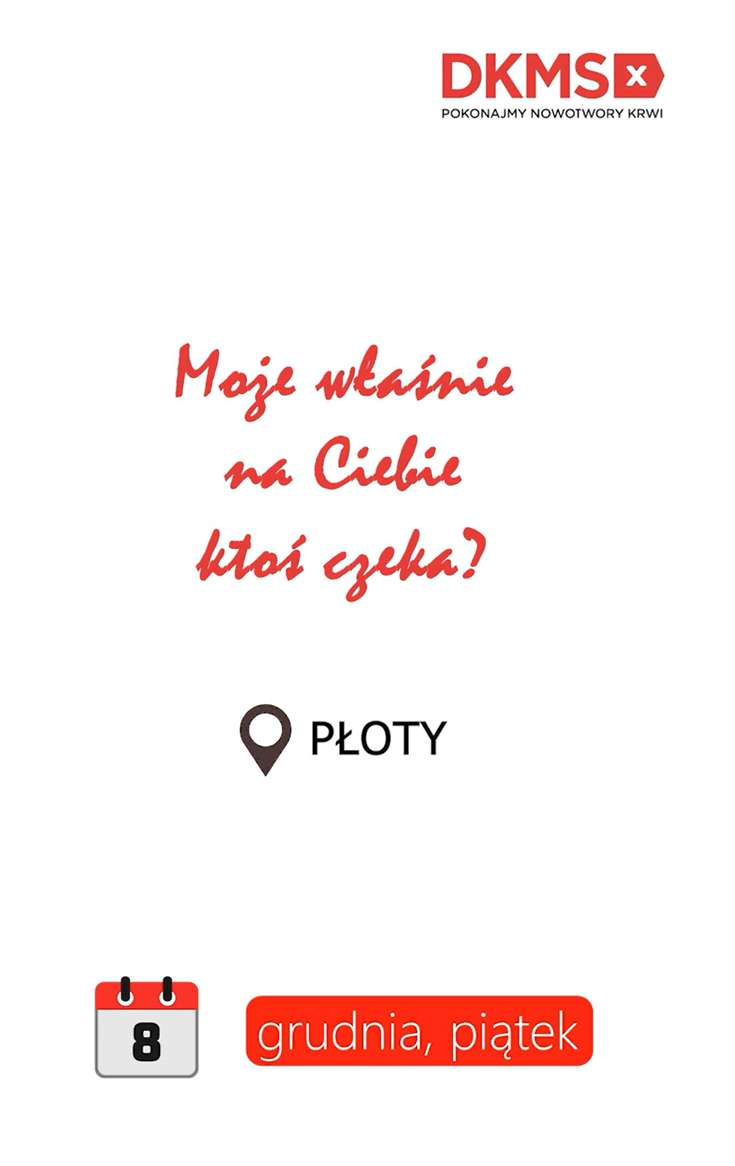 DKMS x
POKONAJMY NOWOTWORY KRWI
Może właśnie
na Ciebie
ktoś czeka?
PŁOTY
8
grudnia, piątek